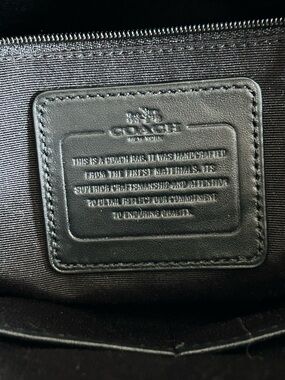 COACH
NEW YORK
THIS IS A COACH BAG. IT WAS HANDCRAFTED
FROM THE FINEST MATERIALS. ITS
SUPERIOR CRAFTSMANSHIP AND ATTENTION
TO DETAIL REFLECT OUR COMMITMENT
TO ENDURING QUALITY.